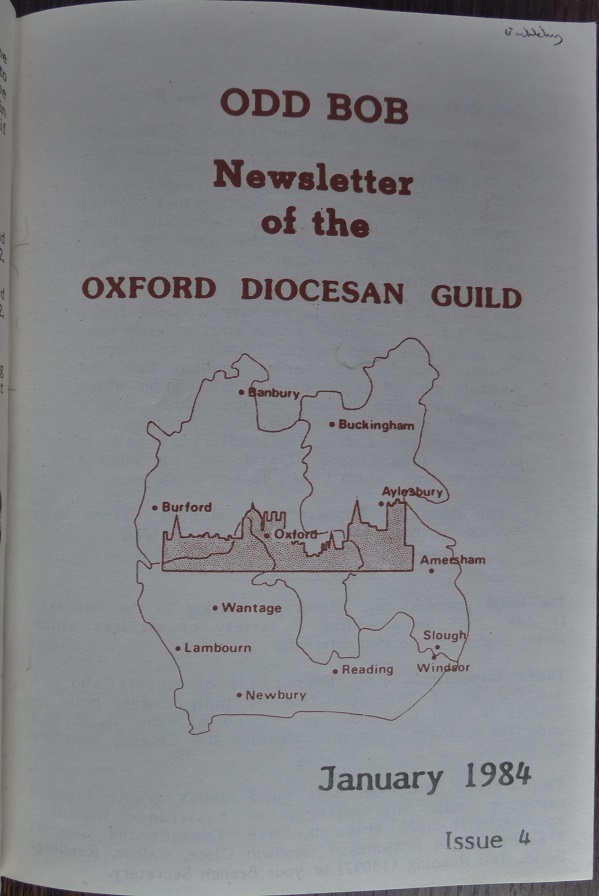 ODD BOB
Newsletter
of the
OXFORD DIOCESAN GUILD
Banbury
Buckingham
Aylesbury
Burford
Oxford
Amersham
Wantage
Slough
Lambourn
Windsor
Reading
Newbury
January 1984
Issue 4